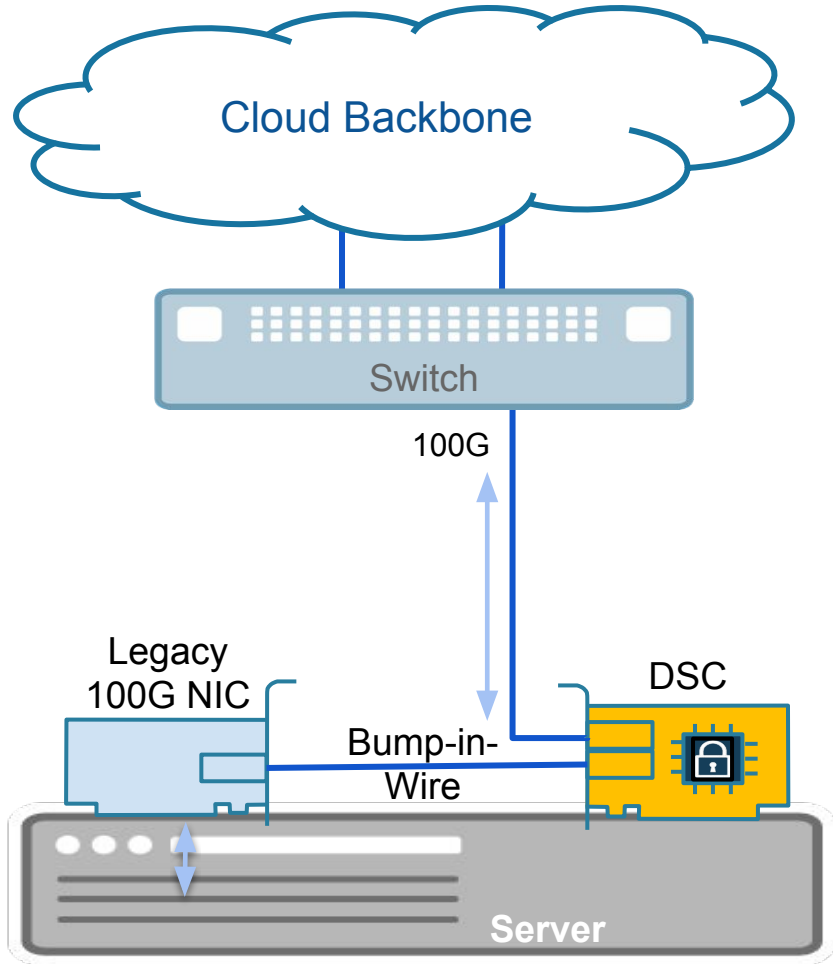 Cloud Backbone
Switch
100G
Legacy
100G NIC
DSC
Bump-in-
Wire
Server